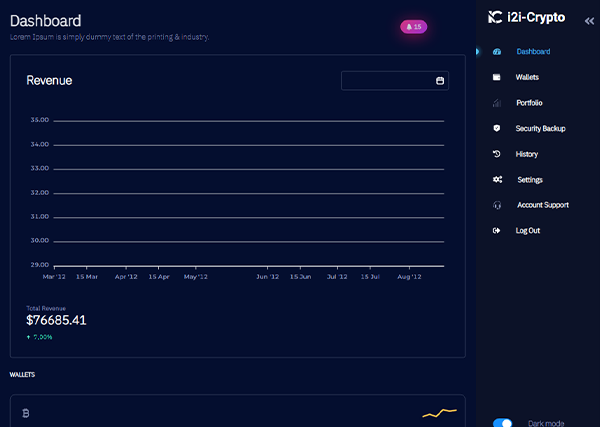 Dashboard
Lorem Ipsum is simply dummy text of the printing & industry.
15
Revenue
35.00
34.00
33.00
32.00
31.00
30.00
29.00
Mar '12 15 Mar Apr '12 15 Apr May '12 Jun '12 15 Jun Jul '12 15 Jul Aug '12
Total Revenue
$76685.41
7,00%
WALLETS
i2i-Crypto
Dashboard
Wallets
Portfolio
Security Backup
History
Settings
Account Support
Log Out
Dark mode